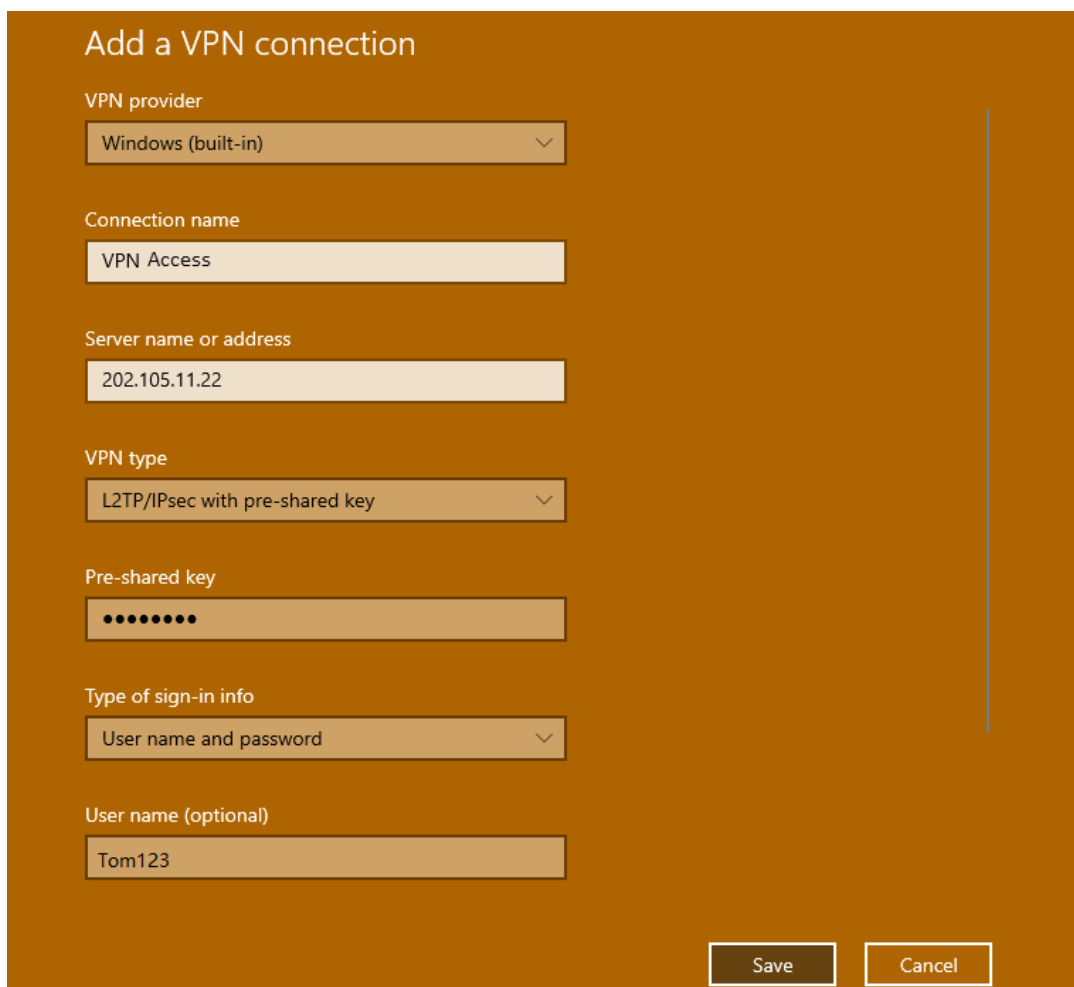 Add a VPN connection
VPN provider
Windows (built-in)
Connection name
VPN Access
Server name or address
202.105.11.22
VPN type
L2TP/IPsec with pre-shared key
Pre-shared key
••••••••
Type of sign-in info
User name and password
User name (optional)
Tom123
Save Cancel